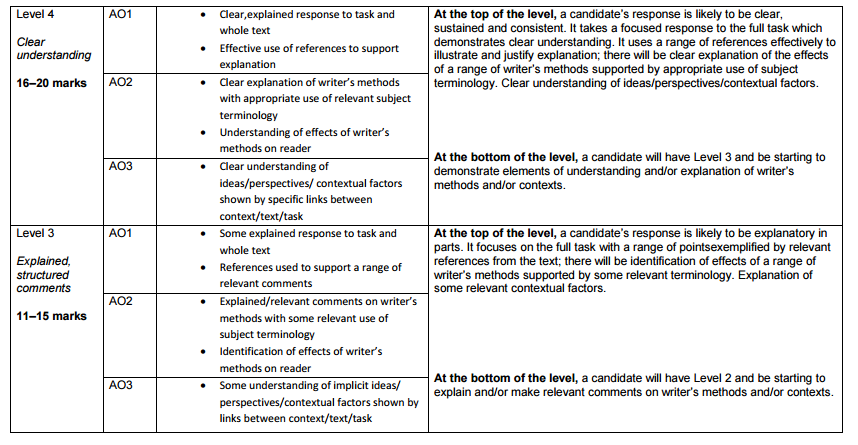 Level 4
Clear
understanding
16–20 marks
AO1
• Clear,explained response to task and
whole text
• Effective use of references to support
explanation
AO2
• Clear explanation of writer's methods
with appropriate use of relevant subject
terminology
• Understanding of effects of writer's
methods on reader
AO3
• Clear understanding of
ideas/perspectives/ contextual factors
shown by specific links between
context/text/task
At the top of the level, a candidate's response is likely to be clear,
sustained and consistent. It takes a focused response to the full task which
demonstrates clear understanding. It uses a range of references effectively to
illustrate and justify explanation; there will be clear explanation of the effects
of a range of writer's methods supported by appropriate use of subject
terminology. Clear understanding of ideas/perspectives/contextual factors.
At the bottom of the level, a candidate will have Level 3 and be starting to
demonstrate elements of understanding and/or explanation of writer's
methods and/or contexts.
Level 3
Explained,
structured
comments
11–15 marks
AO1
• Some explained response to task and
whole text
• References used to support a range of
relevant comments
AO2
• Explained/relevant comments on writer's
methods with some relevant use of
subject terminology
• Identification of effects of writer's
methods on reader
AO3
• Some understanding of implicit ideas/
perspectives/contextual factors shown by
links between context/text/task
At the top of the level, a candidate's response is likely to be explanatory in
parts. It focuses on the full task with a range of pointsexemplified by relevant
references from the text; there will be identification of effects of a range of
writer's methods supported by some relevant terminology. Explanation of
some relevant contextual factors.
At the bottom of the level, a candidate will have Level 2 and be starting to
explain and/or make relevant comments on writer's methods and/or contexts.